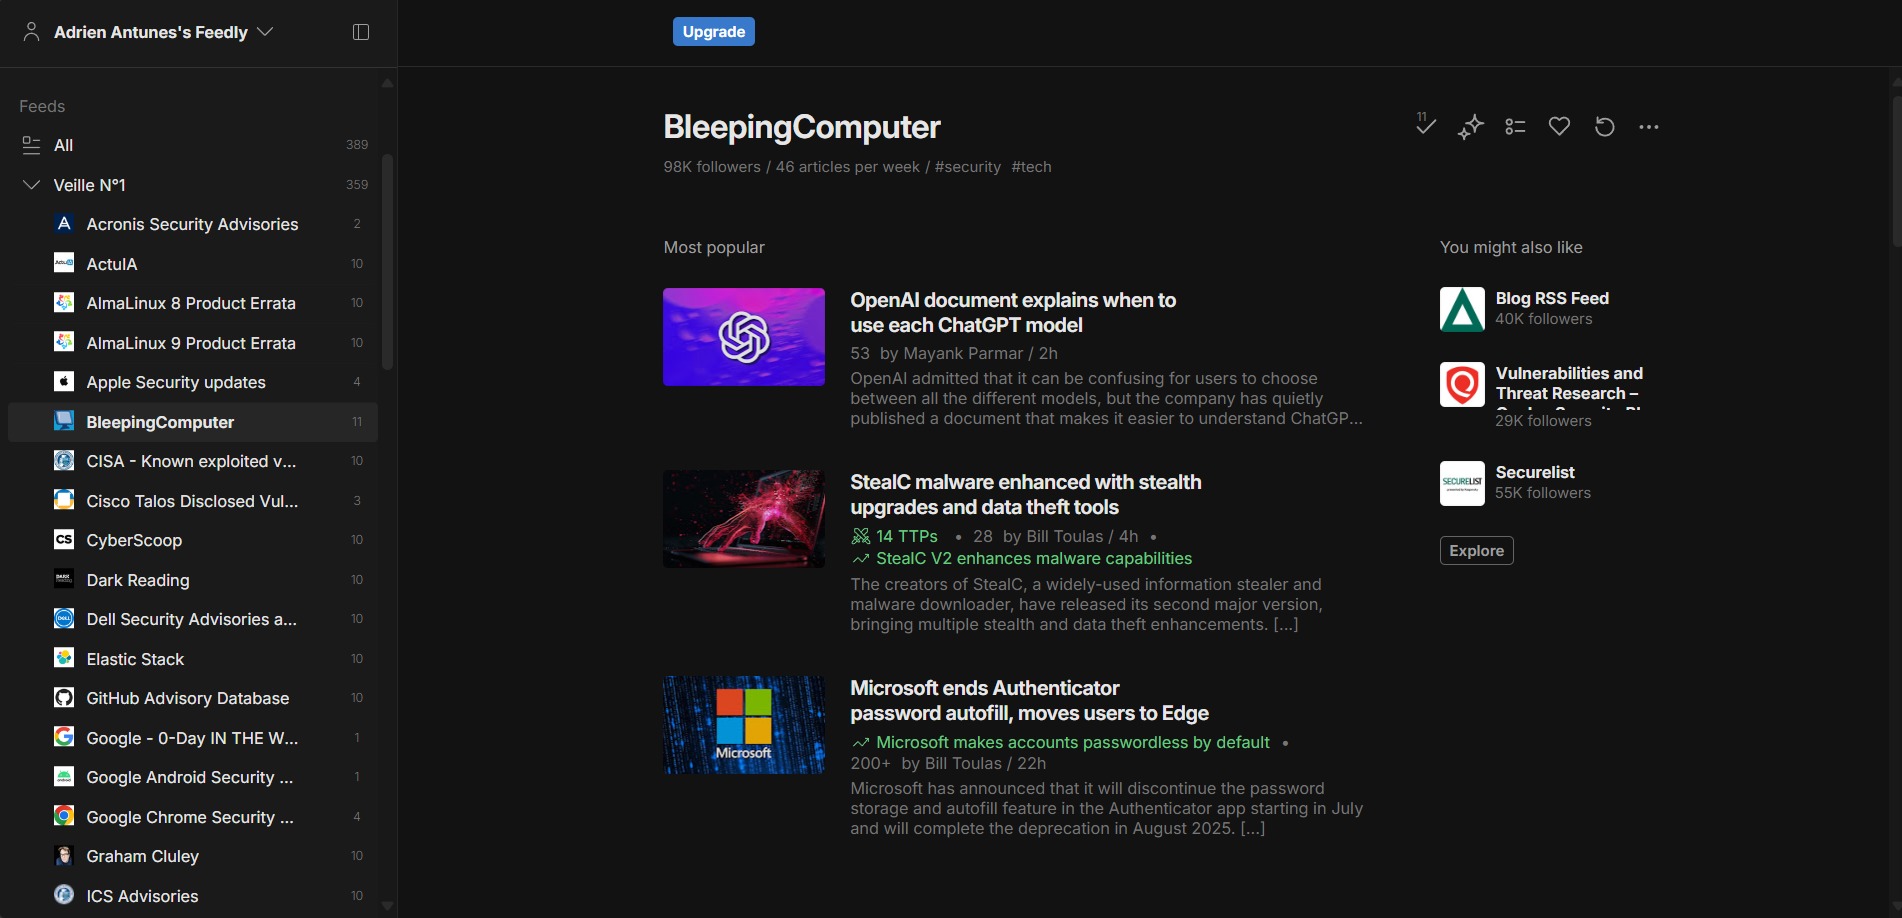 Adrien Antunes's Feedly
Upgrade
Feeds
All 389
Veille N°1 359
Acronis Security Advisories 2
ActuIA 10
AlmaLinux 8 Product Errata 10
AlmaLinux 9 Product Errata 10
Apple Security updates 4
BleepingComputer 11
CISA - Known exploited v... 10
Cisco Talos Disclosed Vul... 3
CS CyberScoop 10
Dark Reading 10
DELL Dell Security Advisories a... 10
Elastic Stack 10
GitHub Advisory Database 10
Google - 0-Day IN THE W... 1
Google Android Security ... 1
Google Chrome Security ... 4
Graham Cluley 10
ICS Advisories 10
BleepingComputer
11
98K followers / 46 articles per week / #security #tech
Most popular
OpenAI document explains when to
use each ChatGPT model
53 by Mayank Parmar / 2h
OpenAI admitted that it can be confusing for users to choose
between all the different models, but the company has quietly
published a document that makes it easier to understand ChatGP...
StealC malware enhanced with stealth
upgrades and data theft tools
14 TTPs • 28 by Bill Toulas / 4h •
StealC V2 enhances malware capabilities
The creators of StealC, a widely-used information stealer and
malware downloader, have released its second major version,
bringing multiple stealth and data theft enhancements. [...]
Microsoft
Microsoft ends Authenticator
password autofill, moves users to Edge
Microsoft makes accounts passwordless by default •
200+ by Bill Toulas / 22h
Microsoft has announced that it will discontinue the password
storage and autofill feature in the Authenticator app starting in July
and will complete the deprecation in August 2025. [...]
You might also like
Blog RSS Feed
40K followers
Vulnerabilities and
Threat Research –
29K followers
SECURELIST
Securelist
55K followers
Explore